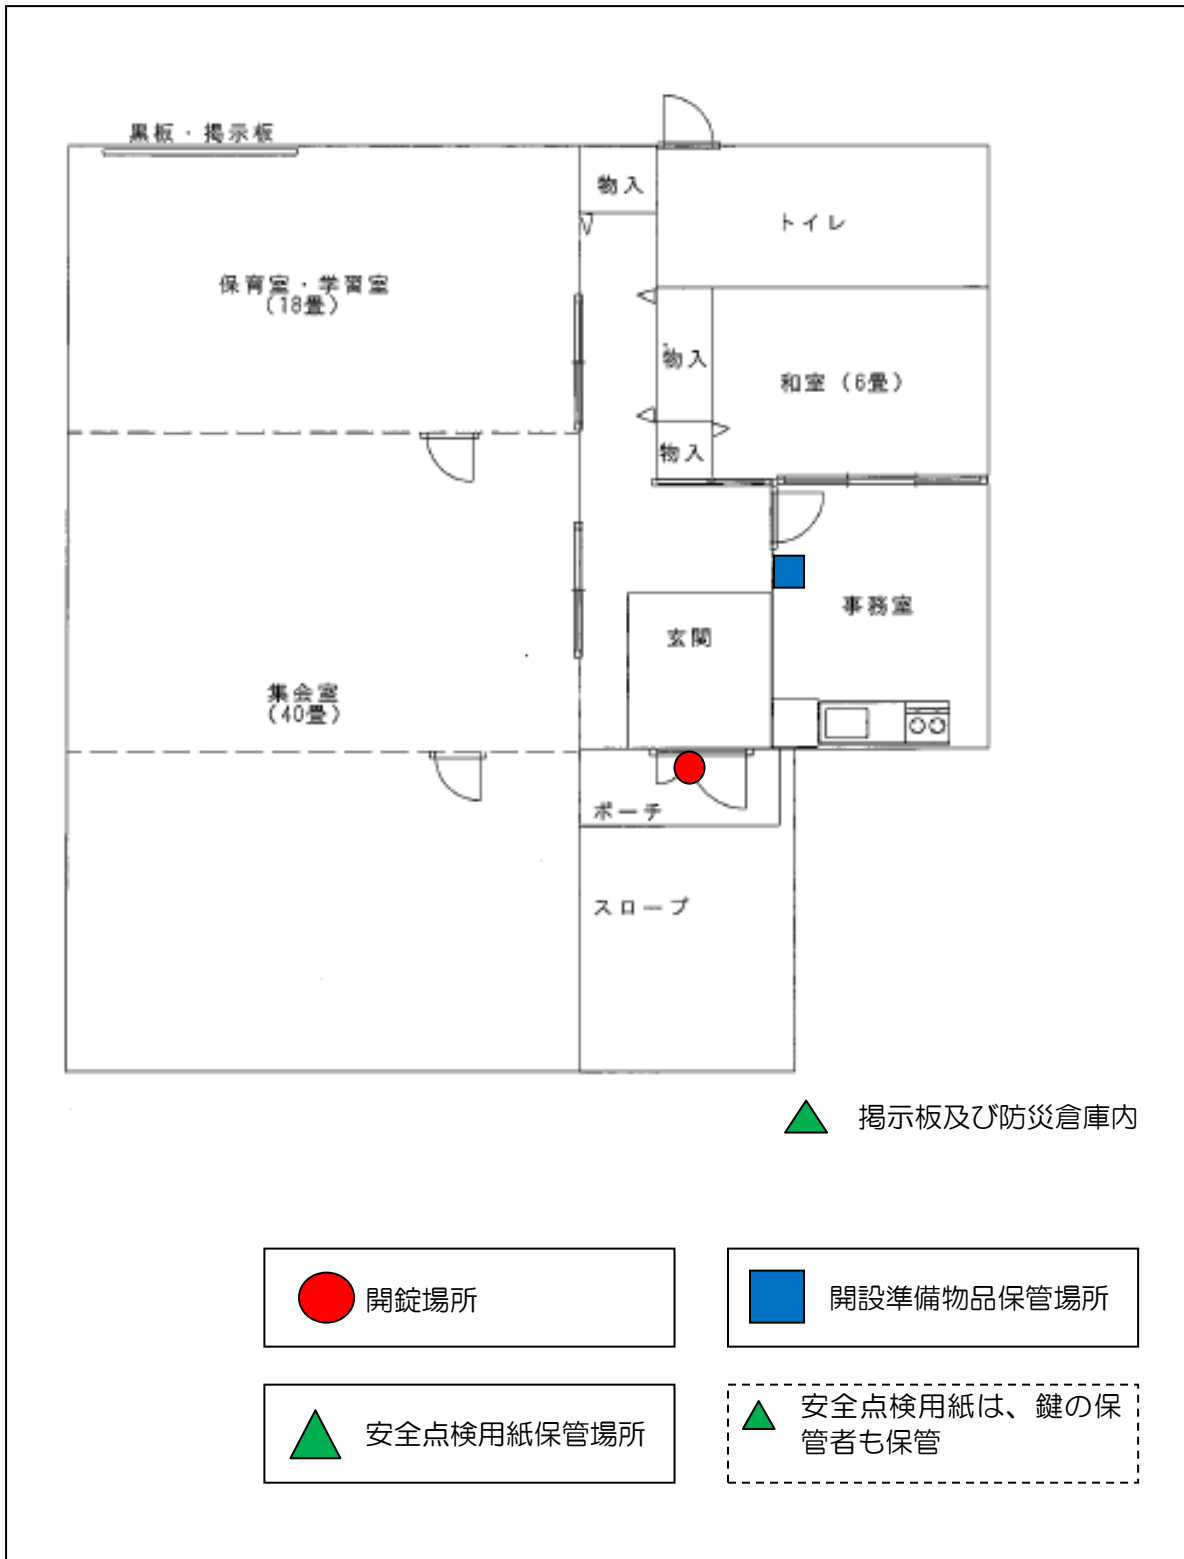 黒板・掲示板
物入
トイレ
保育室・学習室
(18畳)
物入
和室(6畳)
物入
事務室
玄関
集会室
(40畳)
ポーチ
スロープ
掲示板及び防災倉庫内
開錠場所
開設準備物品保管場所
安全点検用紙保管場所
安全点検用紙は、鍵の保
管者も保管